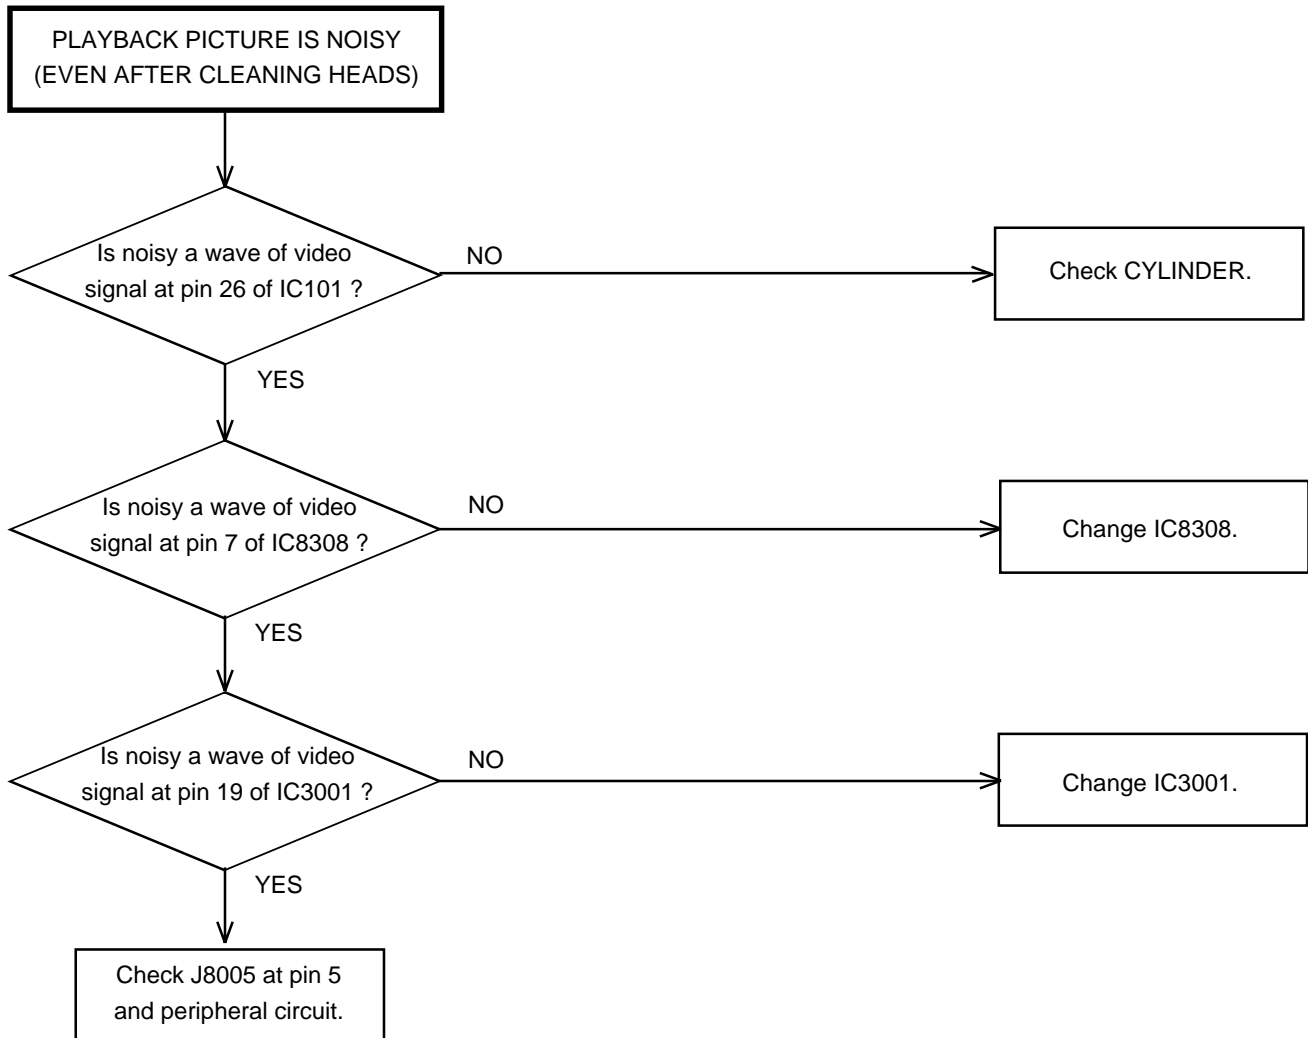 PLAYBACK PICTURE IS NOISY
(EVEN AFTER CLEANING HEADS)
Is noisy a wave of video
signal at pin 26 of IC101 ?
NO
Check CYLINDER.
YES
Is noisy a wave of video
signal at pin 7 of IC8308 ?
NO
Change IC8308.
YES
Is noisy a wave of video
signal at pin 19 of IC3001 ?
NO
Change IC3001.
YES
Check J8005 at pin 5
and peripheral circuit.